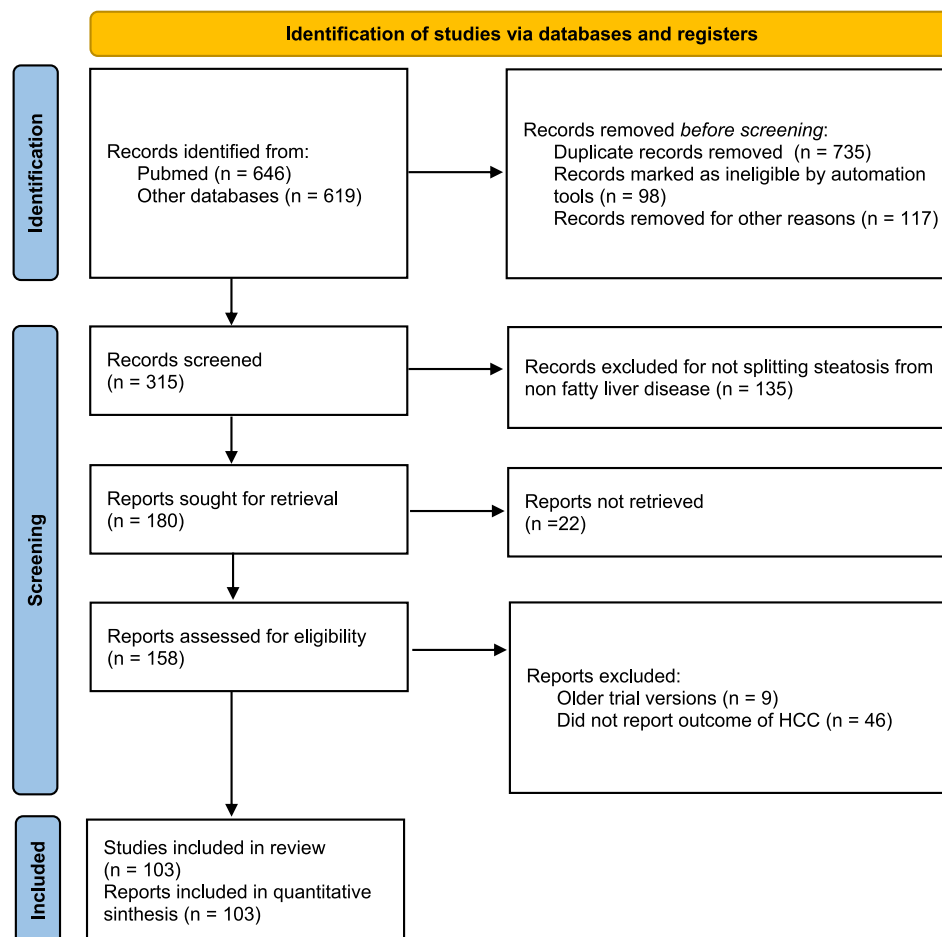 Identification of studies via databases and registers
Identification
Records identified from:
Pubmed (n = 646)
Other databases (n = 619)
Records removed before screening:
Duplicate records removed (n = 735)
Records marked as ineligible by automation
tools (n = 98)
Records removed for other reasons (n = 117)
Screening
Records screened
(n = 315)
Records excluded for not splitting steatosis from
non fatty liver disease (n = 135)
Reports sought for retrieval
(n = 180)
Reports not retrieved
(n =22)
Reports assessed for eligibility
(n = 158)
Reports excluded:
Older trial versions (n = 9)
Did not report outcome of HCC (n = 46)
Included
Studies included in review
(n = 103)
Reports included in quantitative
sinthesis (n = 103)